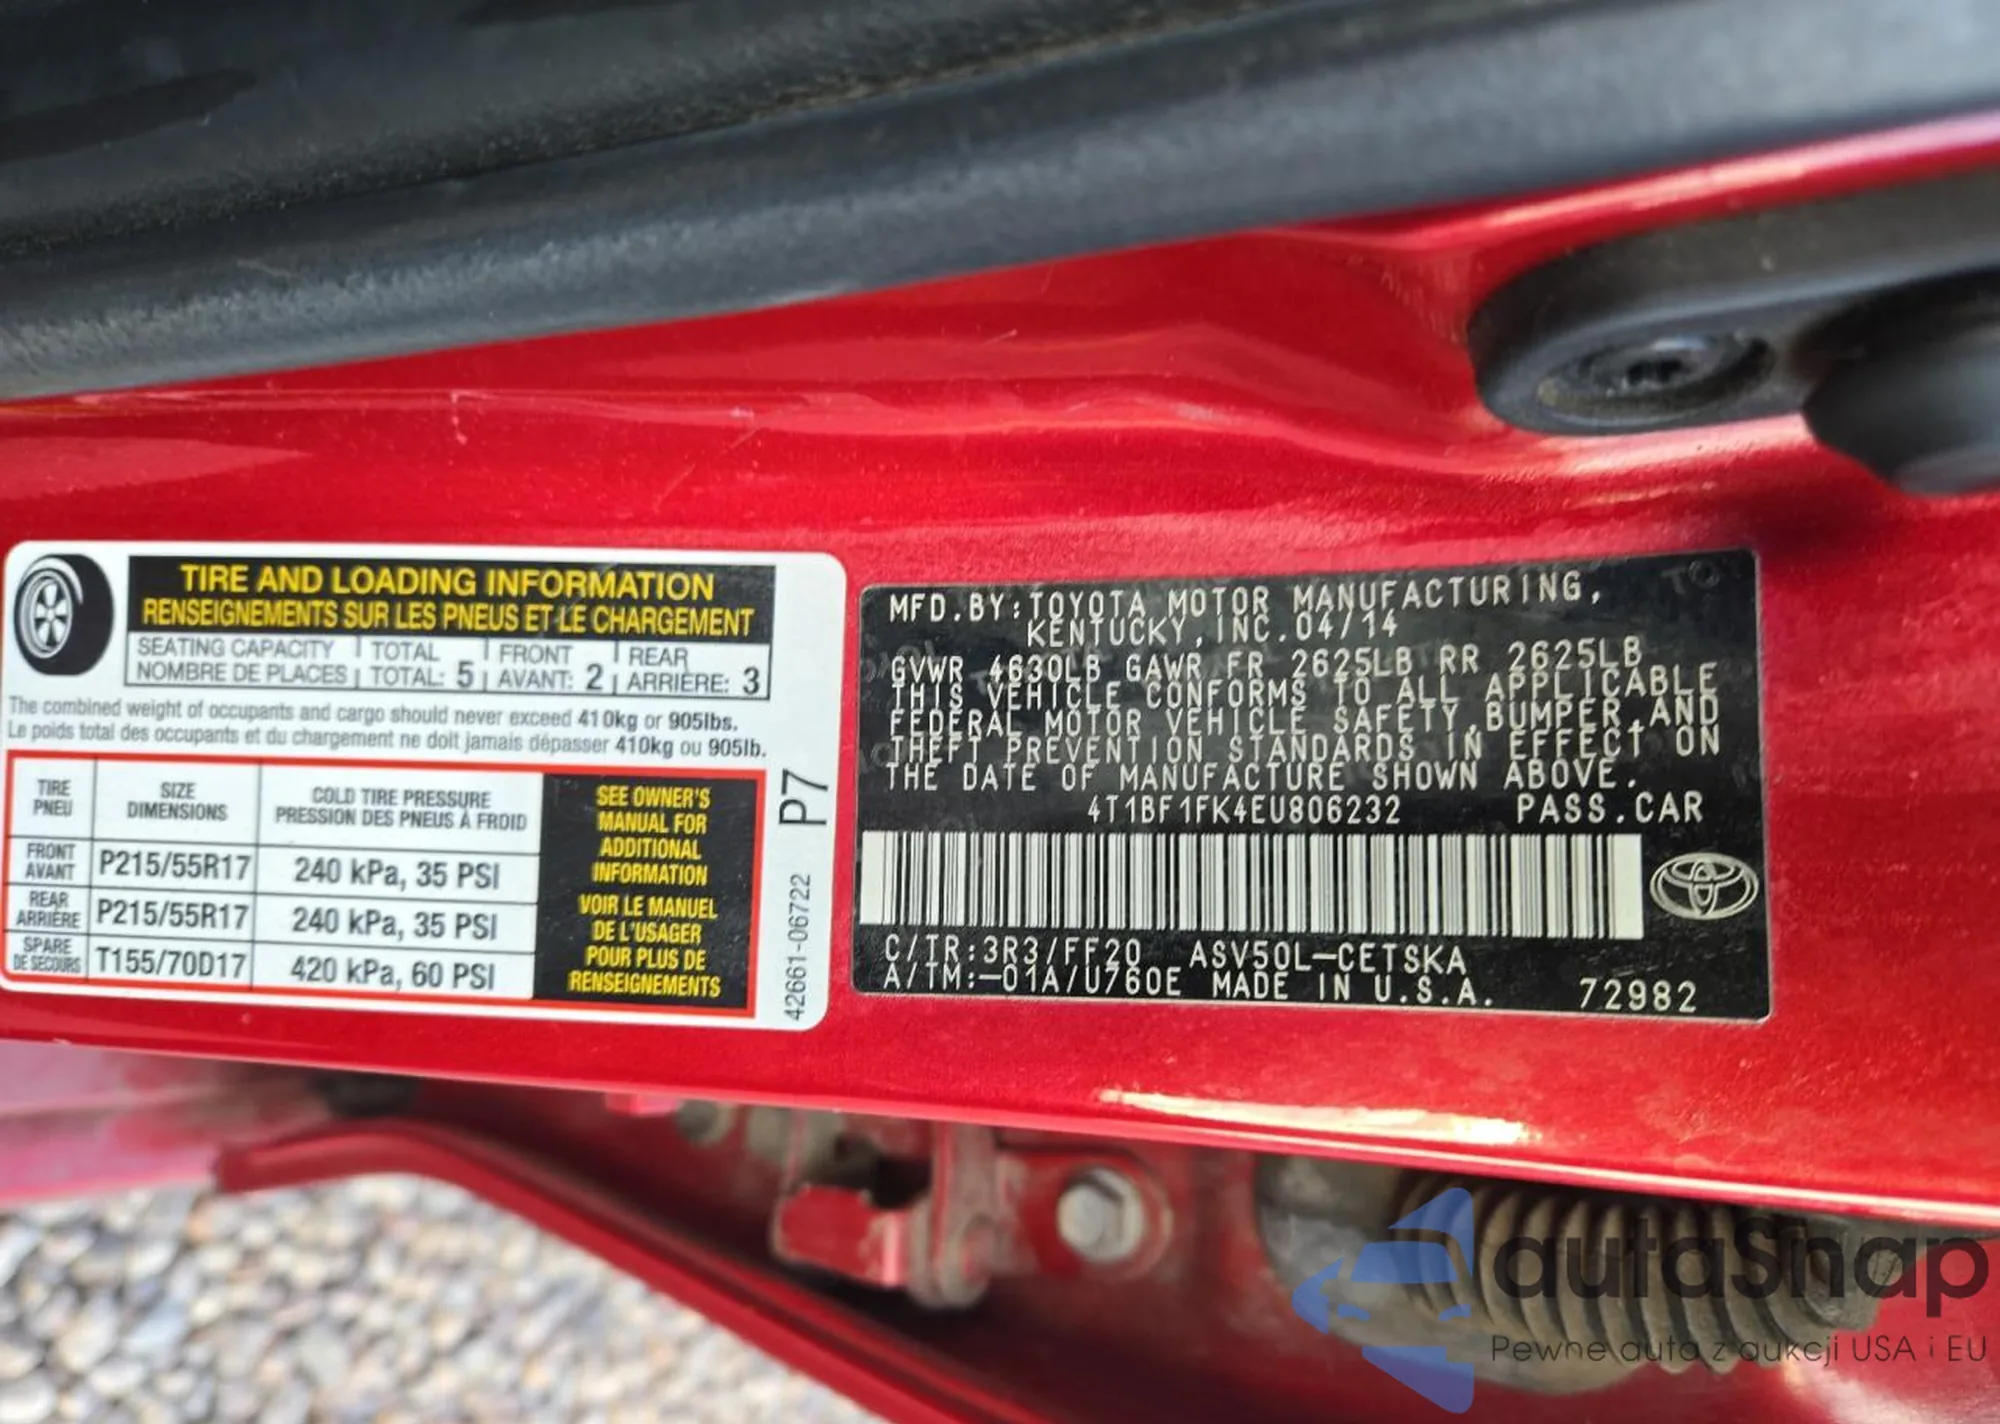 TIRE AND LOADING INFORMATION
RENSEIGNEMENTS SUR LES PNEUS ET LE CHARGEMENT
SEATING CAPACITY TOTAL FRONT REAR
NOMBRE DE PLACES TOTAL: 5 AVANT: 2 ARRIÈRE: 3
The combined weight of occupants and cargo should never exceed 410kg or 905lbs.
Le poids total des occupants et du chargement ne doit jamais dépasser 410kg ou 905lb.
TIRE SIZE COLD TIRE PRESSURE
PNEU DIMENSIONS PRESSION DES PNEUS À FROID
FRONT
AVANT P215/55R17 240 kPa, 35 PSI
REAR
ARRIÈRE P215/55R17 240 kPa, 35 PSI
SPARE
DE SECOURS T155/70D17 420 kPa, 60 PSI
SEE OWNER'S
MANUAL FOR
ADDITIONAL
INFORMATION
VOIR LE MANUEL
DE L'USAGER
POUR PLUS DE
RENSEIGNEMENTS
P7
42661-06722
MFD.BY:TOYOTA MOTOR MANUFACTURING,
KENTUCKY, INC.04/14
GVWR 4630LB GAWR FR 2625LB RR 2625LB
THIS VEHICLE CONFORMS TO ALL APPLICABLE
FEDERAL MOTOR VEHICLE SAFETY,BUMPER,AND
THEFT PREVENTION STANDARDS IN EFFECT ON
THE DATE OF MANUFACTURE SHOWN ABOVE.
4T1BF1FK4EU806232 PASS.CAR
C/TR:3R3/FF20 ASV50L-CETSKA
A/TM:-01A/U760E MADE IN U.S.A. 72982
autaSnap
Pewne auta z aukcji USA i EU